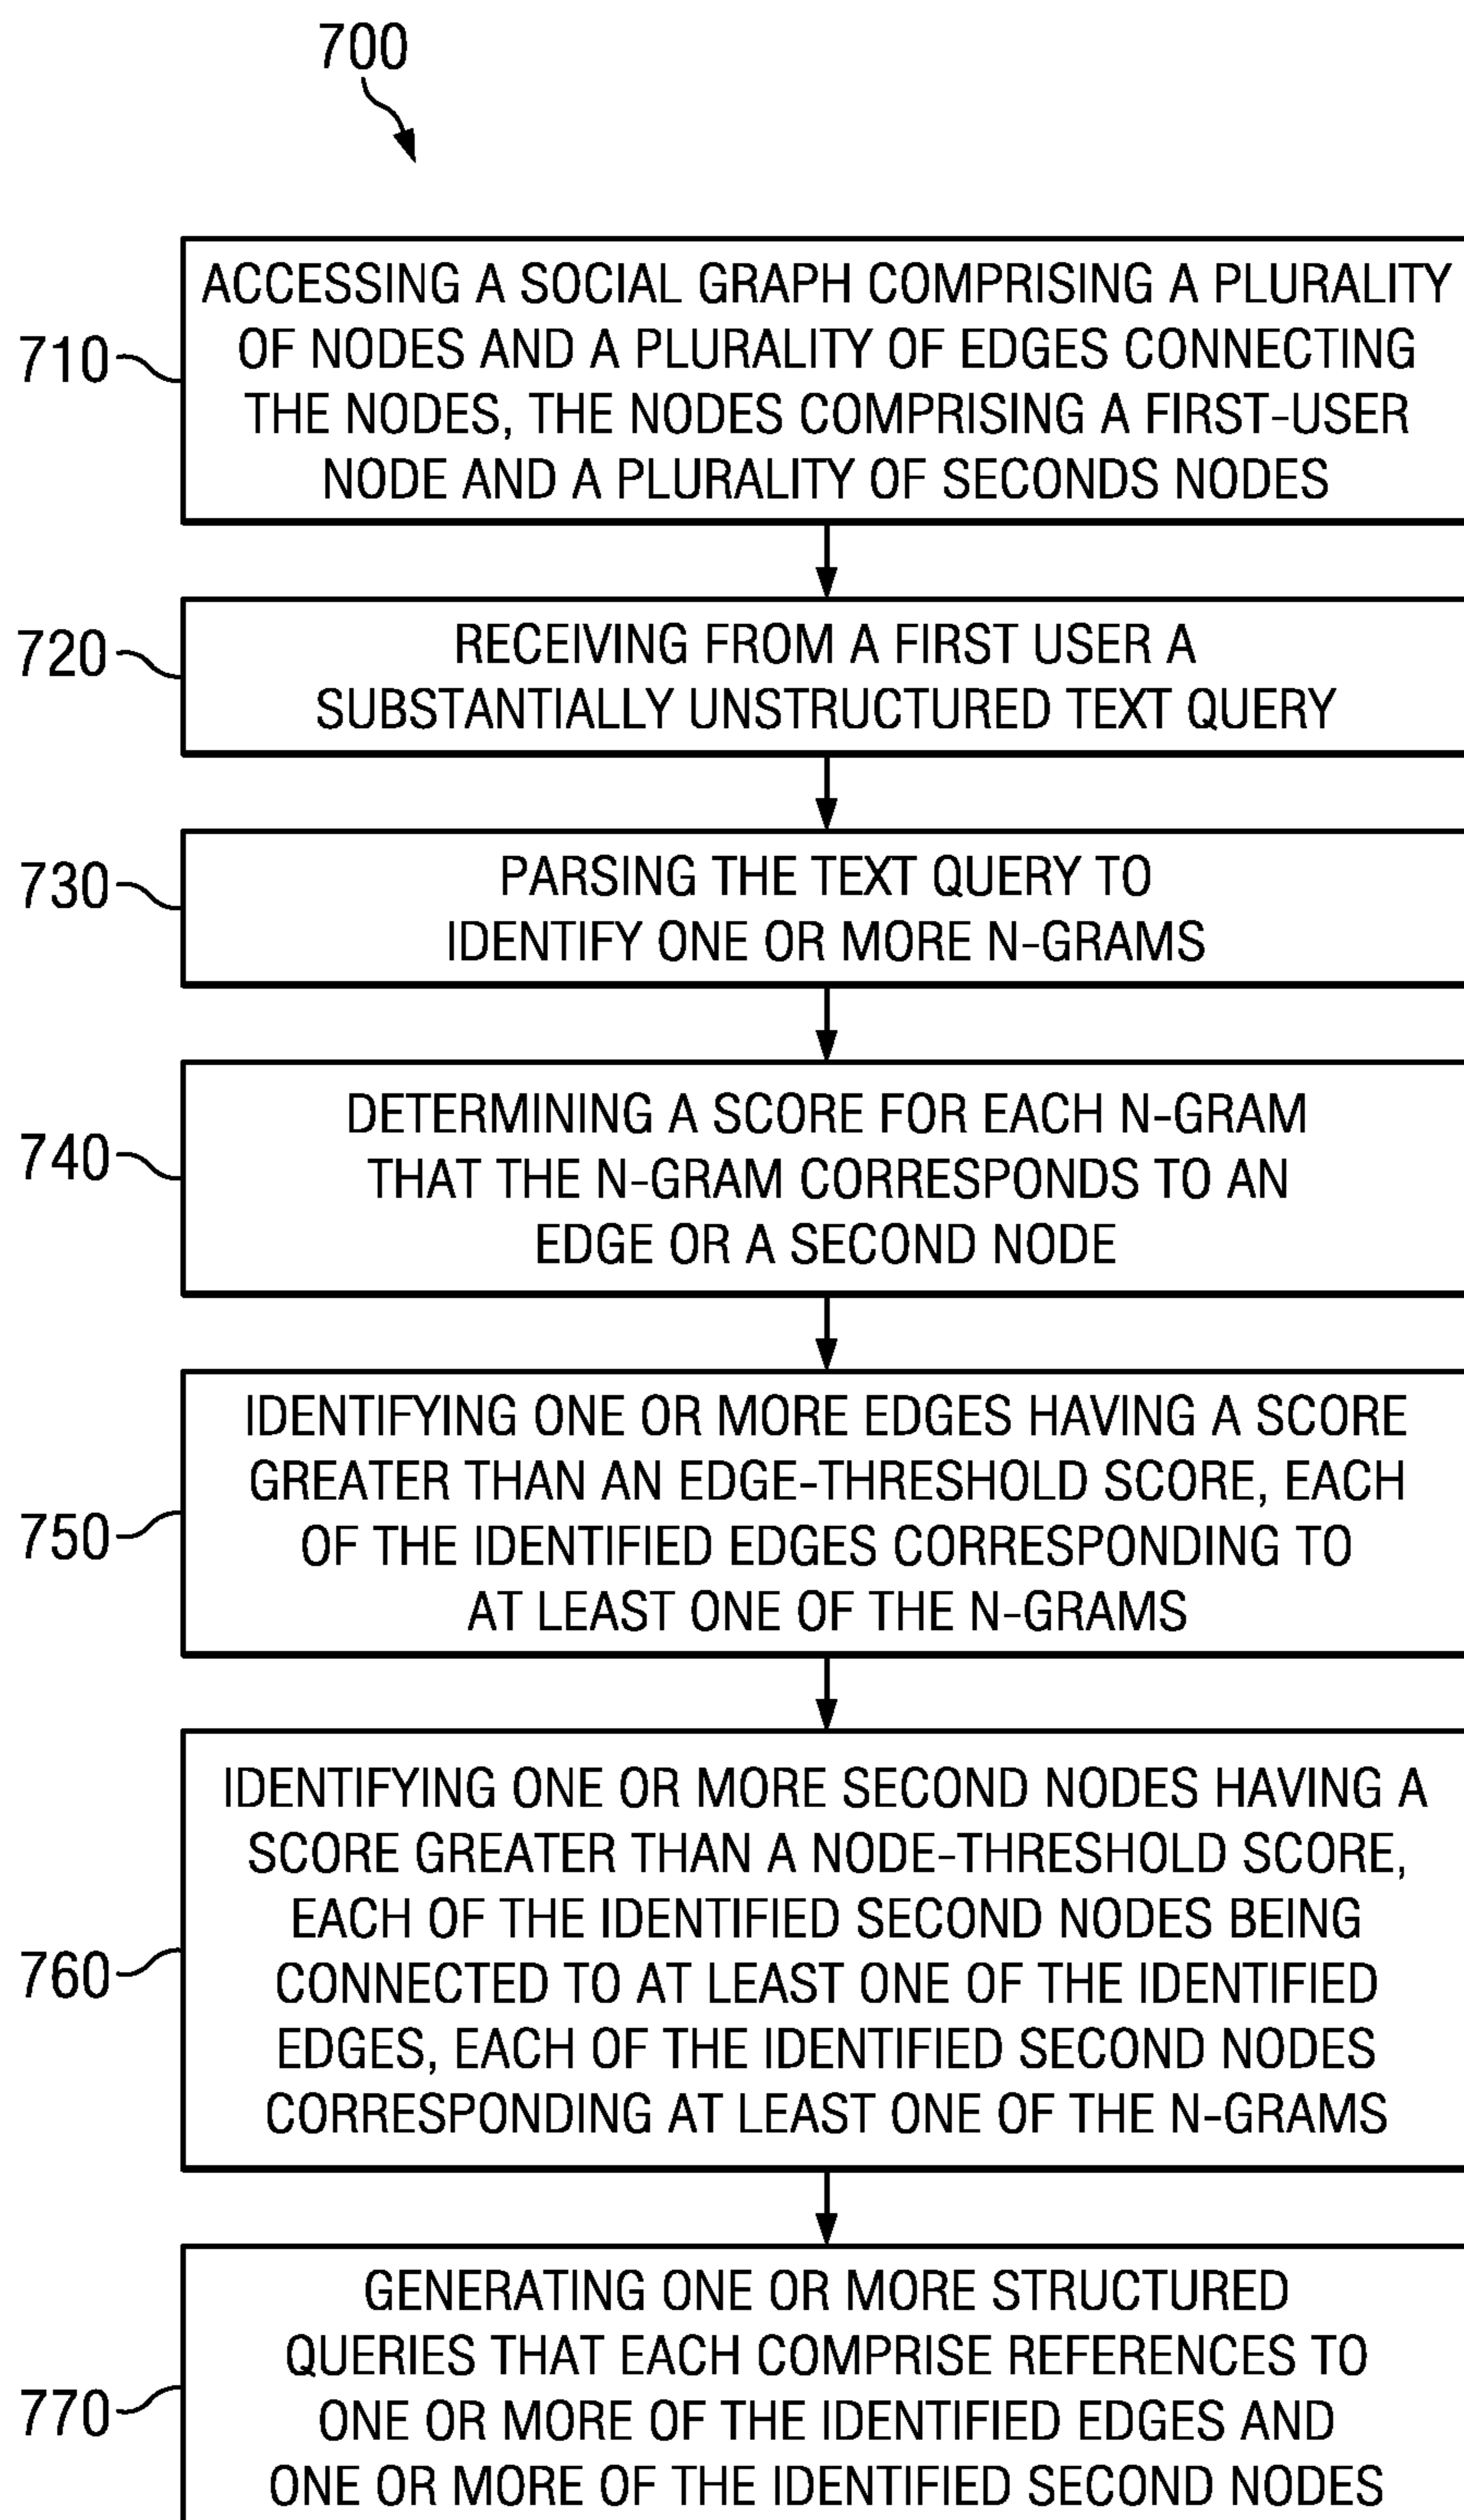 700
710
ACCESSING A SOCIAL GRAPH COMPRISING A PLURALITY
OF NODES AND A PLURALITY OF EDGES CONNECTING
THE NODES, THE NODES COMPRISING A FIRST-USER
NODE AND A PLURALITY OF SECONDS NODES
720
RECEIVING FROM A FIRST USER A
SUBSTANTIALLY UNSTRUCTURED TEXT QUERY
730
PARSING THE TEXT QUERY TO
IDENTIFY ONE OR MORE N-GRAMS
740
DETERMINING A SCORE FOR EACH N-GRAM
THAT THE N-GRAM CORRESPONDS TO AN
EDGE OR A SECOND NODE
750
IDENTIFYING ONE OR MORE EDGES HAVING A SCORE
GREATER THAN AN EDGE-THRESHOLD SCORE, EACH
OF THE IDENTIFIED EDGES CORRESPONDING TO
AT LEAST ONE OF THE N-GRAMS
760
IDENTIFYING ONE OR MORE SECOND NODES HAVING A
SCORE GREATER THAN A NODE-THRESHOLD SCORE,
EACH OF THE IDENTIFIED SECOND NODES BEING
CONNECTED TO AT LEAST ONE OF THE IDENTIFIED
EDGES, EACH OF THE IDENTIFIED SECOND NODES
CORRESPONDING AT LEAST ONE OF THE N-GRAMS
770
GENERATING ONE OR MORE STRUCTURED
QUERIES THAT EACH COMPRISE REFERENCES TO
ONE OR MORE OF THE IDENTIFIED EDGES AND
ONE OR MORE OF THE IDENTIFIED SECOND NODES